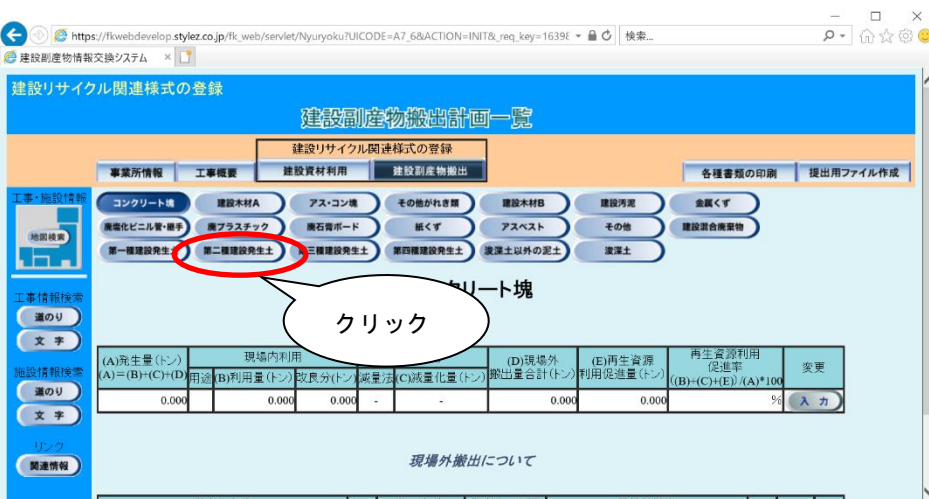 https://fkwebdevelop.stylez.co.jp/fk_web/servlet/Nyuryoku?UICODE=A7_6&ACTION=INIT&_req_key=1639 検索...
建設副産物情報交換システム ×
建設リサイクル関連様式の登録
建設副産物搬出計画一覧
建設リサイクル関連様式の登録
事業所情報 工事概要 建設資材利用 建設副産物搬出 各種書類の印刷 提出用ファイル作成
工事・施設情報
地図検索
コンクリート塊 建設木材A アス・コン塊 その他がれき類 建設木材B 建設汚泥 金属くず
廃塩化ビニル管・継手 廃プラスチック 廃石膏ボード 紙くず アスベスト その他 建設混合廃棄物
第一種建設発生土 第二種建設発生土 第三種建設発生土 第四種建設発生土 浚渫土以外の泥土 浚渫土
工事情報検索
道のり
文 字
施設情報検索
道のり
文 字
リンク
関連情報
リート塊
クリック
(A)発生量(トン)
(A)=(B)+(C)+(D)
現場内利用
用途 (B)利用量(トン) 改良分(トン) 減量法 (C)減量化量(トン)
(D)現場外
搬出量合計(トン)
(E)再生資源
利用促進量(トン)
再生資源利用
促進率
((B)+(C)+(E))/(A)*100
変更
0.000 0.000 0.000 - - 0.000 0.000 % 入 力
現場外搬出について